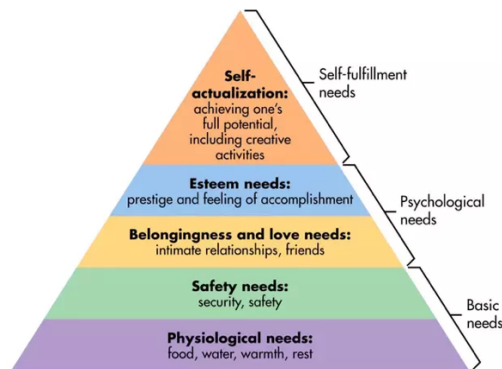 Self-
actualization:
achieving one's
full potential,
including creative
activities
Self-fulfillment
needs
Esteem needs:
prestige and feeling of accomplishment
Psychological
needs
Belongingness and love needs:
intimate relationships, friends
Safety needs:
security, safety
Basic
needs
Physiological needs:
food, water, warmth, rest